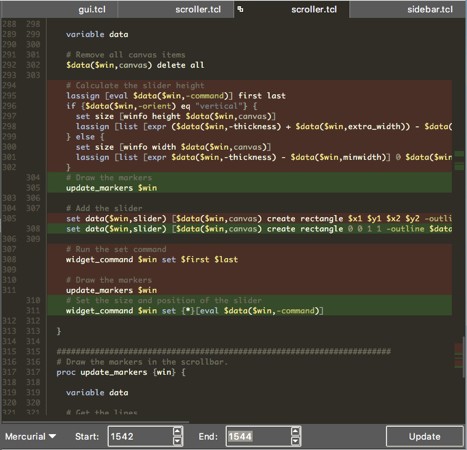 gui.tcl scroller.tcl scroller.tcl sidebar.tcl
288 298
289 299 variable data
290 300
291 301 # Remove all canvas items
292 302 $data($win,canvas) delete all
293 303
294 # Calculate the slider height
295 lassign [eval $data($win,-command)] first last
296 if {$data($win,-orient) eq "vertical"} {
297 set size [winfo height $data($win,canvas)]
298 lassign [list [expr ($data($win,-thickness) + $data($win,extra_width)) - $data(
299 } else {
300 set size [winfo width $data($win,canvas)]
301 lassign [list [expr $data($win,-thickness) - $data($win,minwidth)] 0 $data($win
302 }
304 # Draw the markers
305 update_markers $win
303 306
304 307 # Add the slider
305 set data($win,slider) [$data($win,canvas) create rectangle $x1 $y1 $x2 $y2 -outli
308 set data($win,slider) [$data($win,canvas) create rectangle 0 0 1 1 -outline $data
306 309
307 # Run the set command
308 widget_command $win set $first $last
309
310 # Draw the markers
311 update_markers $win
310 # Set the size and position of the slider
311 widget_command $win set {*}[eval $data($win,-command)]
312 312
313 313 }
314 314
315 315 ######################################################################
316 316 # Draw the markers in the scrollbar.
317 317 proc update_markers {win} {
318 318
319 319 variable data
320 320
321 321 # Get the lines
Mercurial Start: 1542 End: 1544 Update